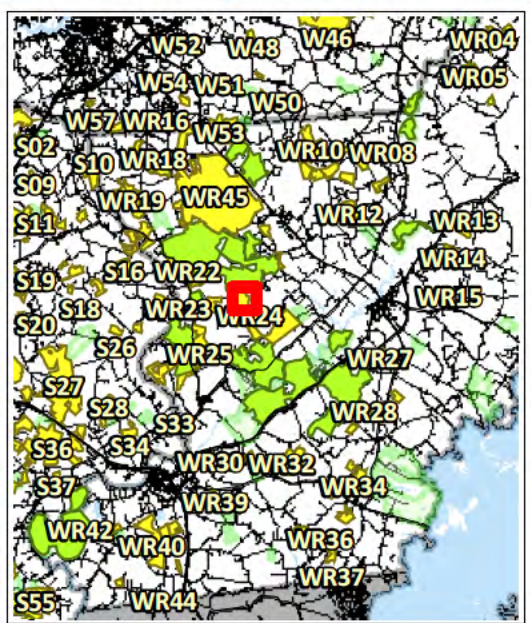 W52 W48 W46 WR04
WR05
W54 W51
W50
W57 WR16 W53
S02 S10 WR18 WR10 WR08
S09 WR19 WR45 WR12
S11 WR13
S16 WR22 WR14
S19 WR15
S18 WR23 WR24
S20 S26 WR25 WR27
S27
S28 S33 WR28
S36 S34 WR30 WR32
S37 WR39 WR34
WR42 WR40 WR36
WR37
S55 WR44